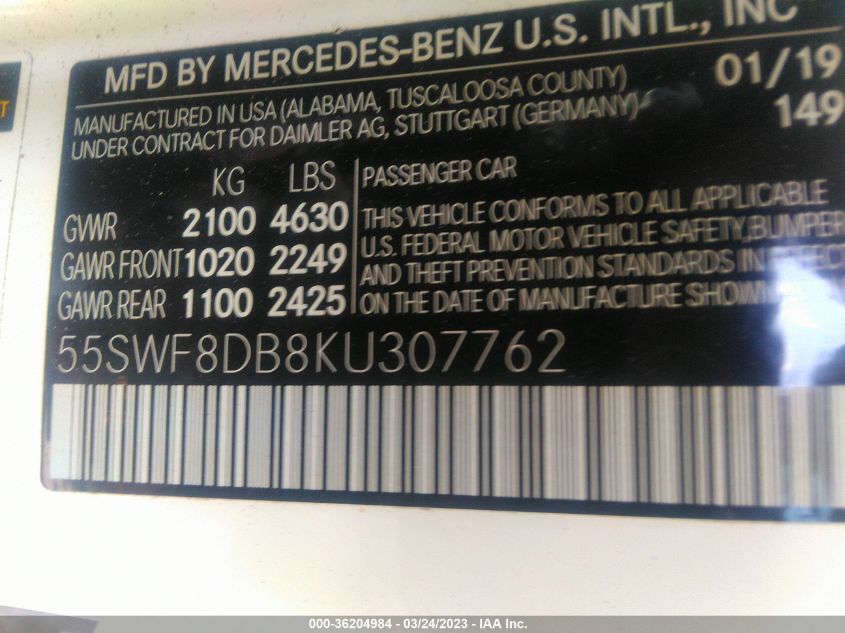 T
MFD BY MERCEDES-BENZ U.S. INTL., INC
01/19
MANUFACTURED IN USA (ALABAMA, TUSCALOOSA COUNTY)
UNDER CONTRACT FOR DAIMLER AG, STUTTGART (GERMANY)
149
KG LBS
GVWR 2100 4630
GAWR FRONT 1020 2249
GAWR REAR 1100 2425
PASSENGER CAR
THIS VEHICLE CONFORMS TO ALL APPLICABLE
U.S. FEDERAL MOTOR VEHICLE SAFETY, BUMPER
AND THEFT PREVENTION STANDARDS IN EFFECT
ON THE DATE OF MANUFACTURE SHOWN
55SWF8DB8KU307762
000-36204984 - 03/24/2023 - IAA Inc.